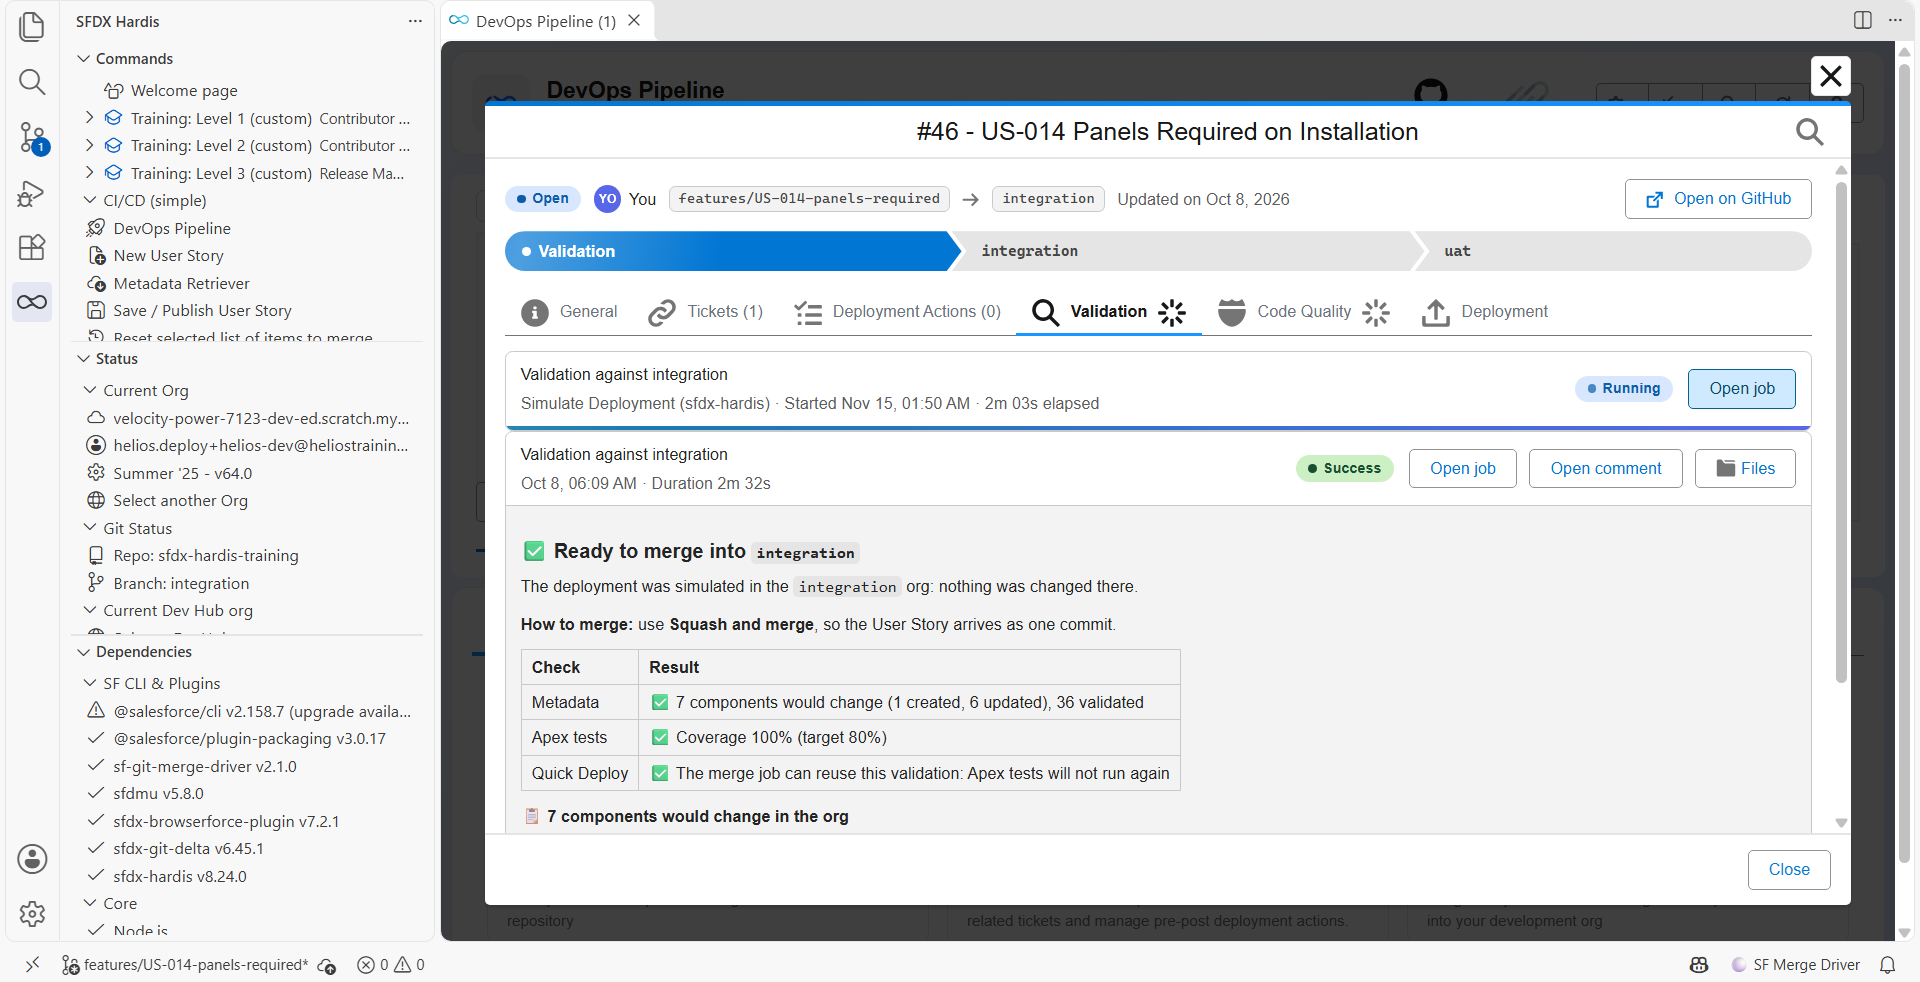 SFDX Hardis
DevOps Pipeline (1)
Commands
Welcome page
Training: Level 1 (custom) Contributor ...
Training: Level 2 (custom) Contributor ...
Training: Level 3 (custom) Release Ma...
CI/CD (simple)
DevOps Pipeline
New User Story
Metadata Retriever
Save / Publish User Story
Reset selected list of items to merge
Status
Current Org
velocity-power-7123-dev-ed.scratch.my...
helios.deploy+helios-dev@heliostrainin...
Summer '25 - v64.0
Select another Org
Git Status
Repo: sfdx-hardis-training
Branch: integration
Current Dev Hub org
Dependencies
SF CLI & Plugins
@salesforce/cli v2.158.7 (upgrade availa...
@salesforce/plugin-packaging v3.0.17
sf-git-merge-driver v2.1.0
sfdmu v5.8.0
sfdx-browserforce-plugin v7.2.1
sfdx-git-delta v6.45.1
sfdx-hardis v8.24.0
Core
Node.js
1
DevOps Pipeline
#46 - US-014 Panels Required on Installation
Open YO You features/US-014-panels-required → integration Updated on Oct 8, 2026
Open on GitHub
Validation integration uat
General Tickets (1) Deployment Actions (0) Validation Code Quality Deployment
Validation against integration
Simulate Deployment (sfdx-hardis) · Started Nov 15, 01:50 AM · 2m 03s elapsed
Running Open job
Validation against integration
Oct 8, 06:09 AM · Duration 2m 32s
Success Open job Open comment Files
Ready to merge into integration
The deployment was simulated in the integration org: nothing was changed there.
How to merge: use Squash and merge, so the User Story arrives as one commit.
Check Result
Metadata 7 components would change (1 created, 6 updated), 36 validated
Apex tests Coverage 100% (target 80%)
Quick Deploy The merge job can reuse this validation: Apex tests will not run again
7 components would change in the org
Close
repository
related tickets and manage pre-post deployment actions.
into your development org
features/US-014-panels-required* 0 0
SF Merge Driver